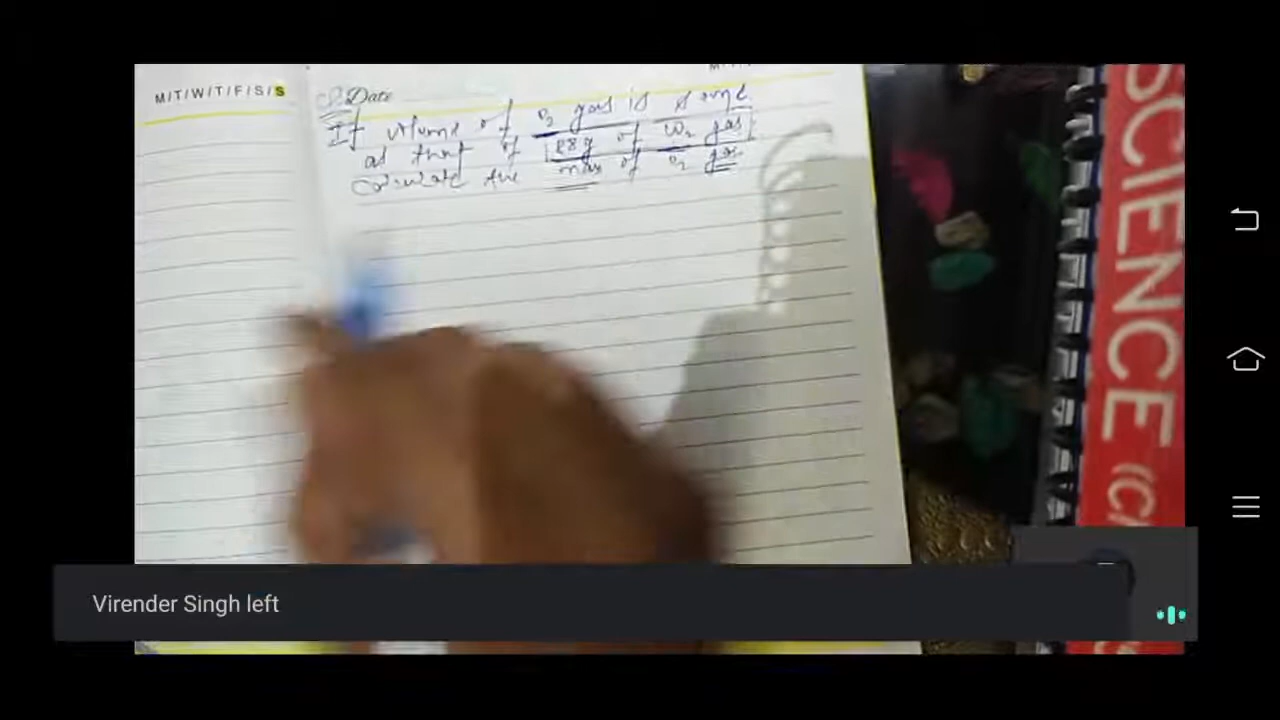 M/T/W/T/F/S/S
Date
If volume of O₂ gas is same
as that of 88g of CO₂ gas
calculate the mass of O₂ gas
SCIENCE (C
Virender Singh left